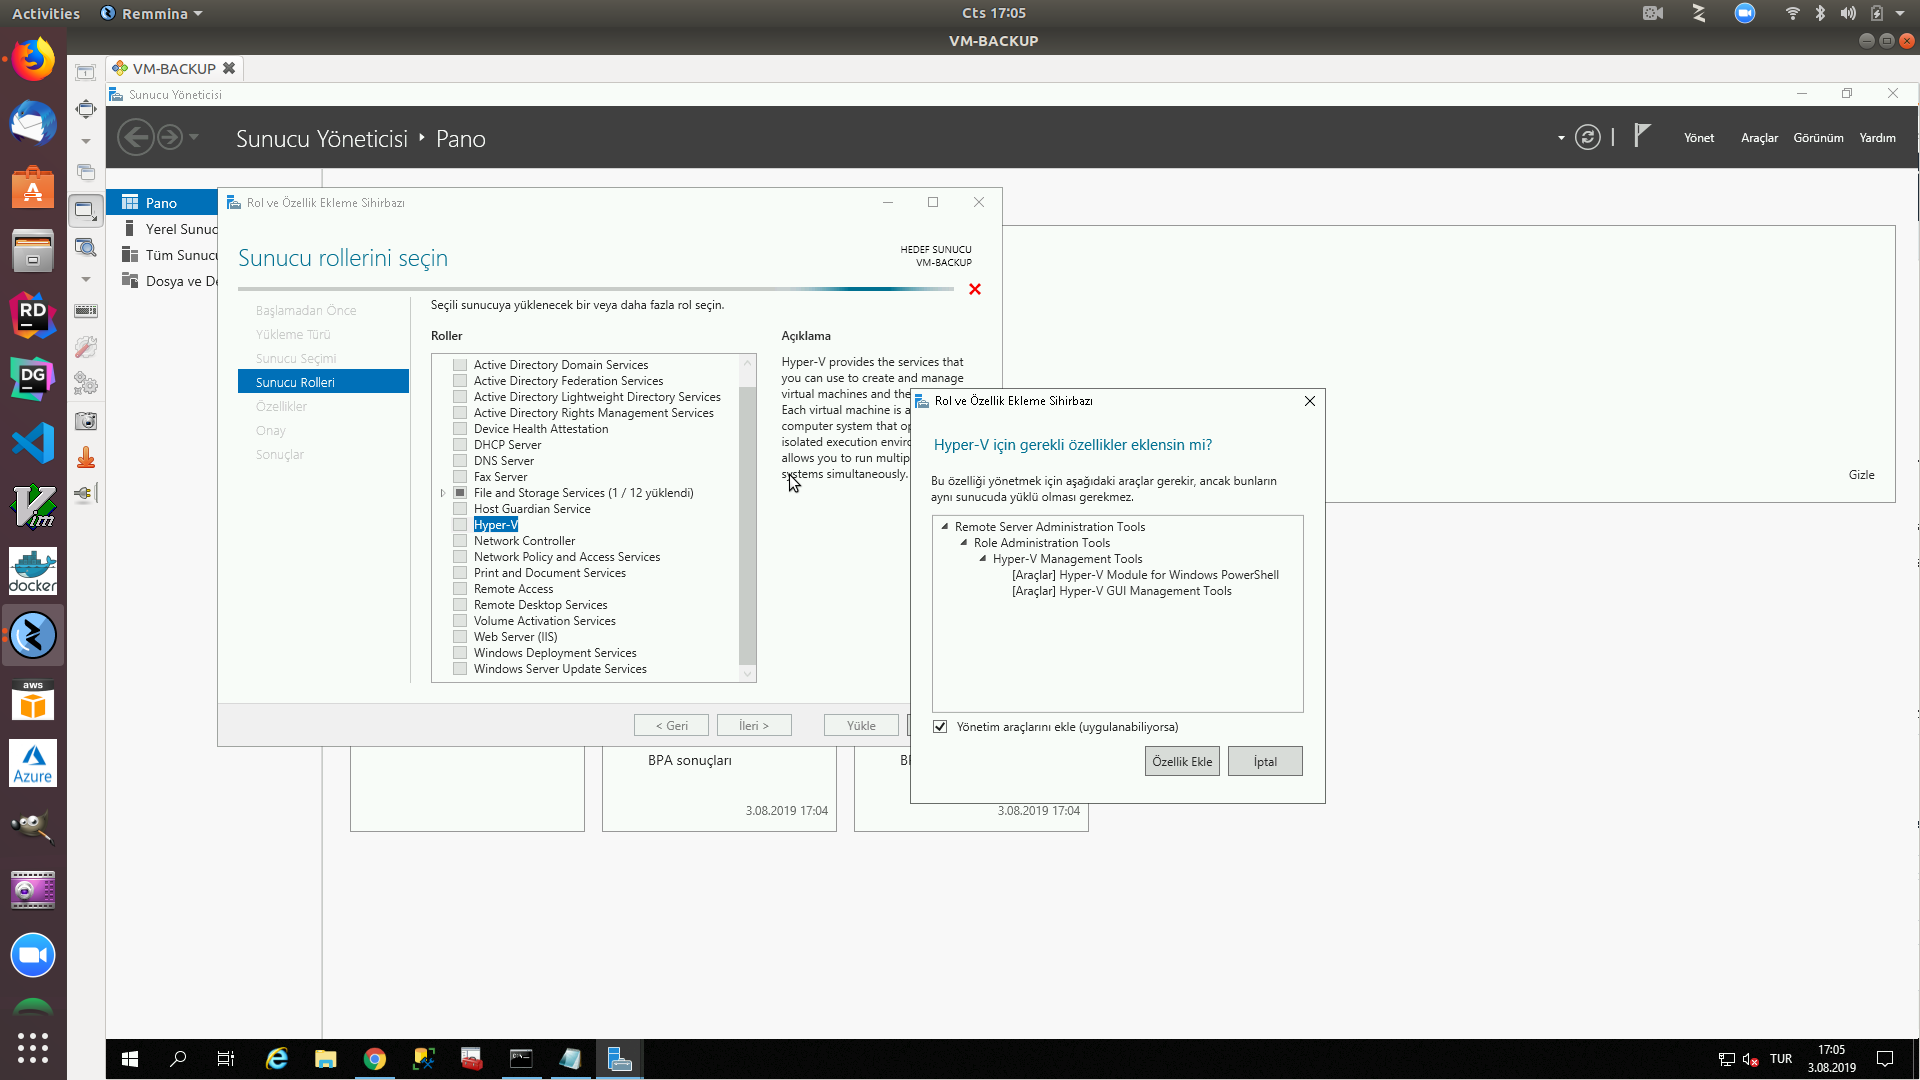 Activities
Remmina
Cts 17:05
VM-BACKUP
VM-BACKUP
Sunucu Yöneticisi
Sunucu Yöneticisi
Pano
Yönet
Araçlar
Görünüm
Yardım
Pano
Yerel Sunuc
Tüm Sunucu
Dosya ve De
Rol ve Özellik Ekleme Sihirbazı
Sunucu rollerini seçin
HEDEF SUNUCU
VM-BACKUP
Başlamadan Önce
Yükleme Türü
Sunucu Seçimi
Sunucu Rolleri
Özellikler
Onay
Sonuçlar
Seçili sunucuya yüklenecek bir veya daha fazla rol seçin.
Roller
Active Directory Domain Services
Active Directory Federation Services
Active Directory Lightweight Directory Services
Active Directory Rights Management Services
Device Health Attestation
DHCP Server
DNS Server
Fax Server
File and Storage Services (1 / 12 yüklendi)
Host Guardian Service
Hyper-V
Network Controller
Network Policy and Access Services
Print and Document Services
Remote Access
Remote Desktop Services
Volume Activation Services
Web Server (IIS)
Windows Deployment Services
Windows Server Update Services
Açıklama
Hyper-V provides the services that
you can use to create and manage
virtual machines and the
Each virtual machine is a
computer system that op
isolated execution enviro
allows you to run multip
systems simultaneously.
< Geri
İleri >
Yükle
Rol ve Özellik Ekleme Sihirbazı
Hyper-V için gerekli özellikler eklensin mi?
Bu özelliği yönetmek için aşağıdaki araçlar gerekir, ancak bunların
aynı sunucuda yüklü olması gerekmez.
Remote Server Administration Tools
Role Administration Tools
Hyper-V Management Tools
[Araçlar] Hyper-V Module for Windows PowerShell
[Araçlar] Hyper-V GUI Management Tools
Yönetim araçlarını ekle (uygulanabiliyorsa)
Özellik Ekle
İptal
Gizle
BPA sonuçları
3.08.2019 17:04
3.08.2019 17:04
RD
DG
Vim
docker
aws
Azure
TUR
17:05
3.08.2019